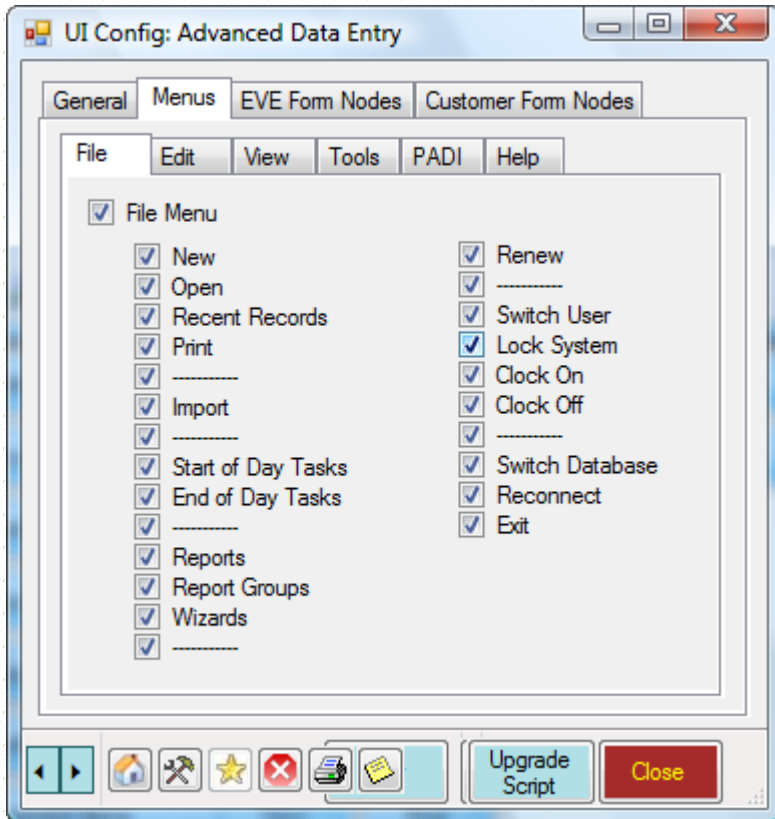 UI Config: Advanced Data Entry
General Menus EVE Form Nodes Customer Form Nodes
File Edit View Tools PADI Help
File Menu
New
Open
Recent Records
Print
-----------
Import
-----------
Start of Day Tasks
End of Day Tasks
-----------
Reports
Report Groups
Wizards
-----------
Renew
-----------
Switch User
Lock System
Clock On
Clock Off
-----------
Switch Database
Reconnect
Exit
Upgrade
Script
Close